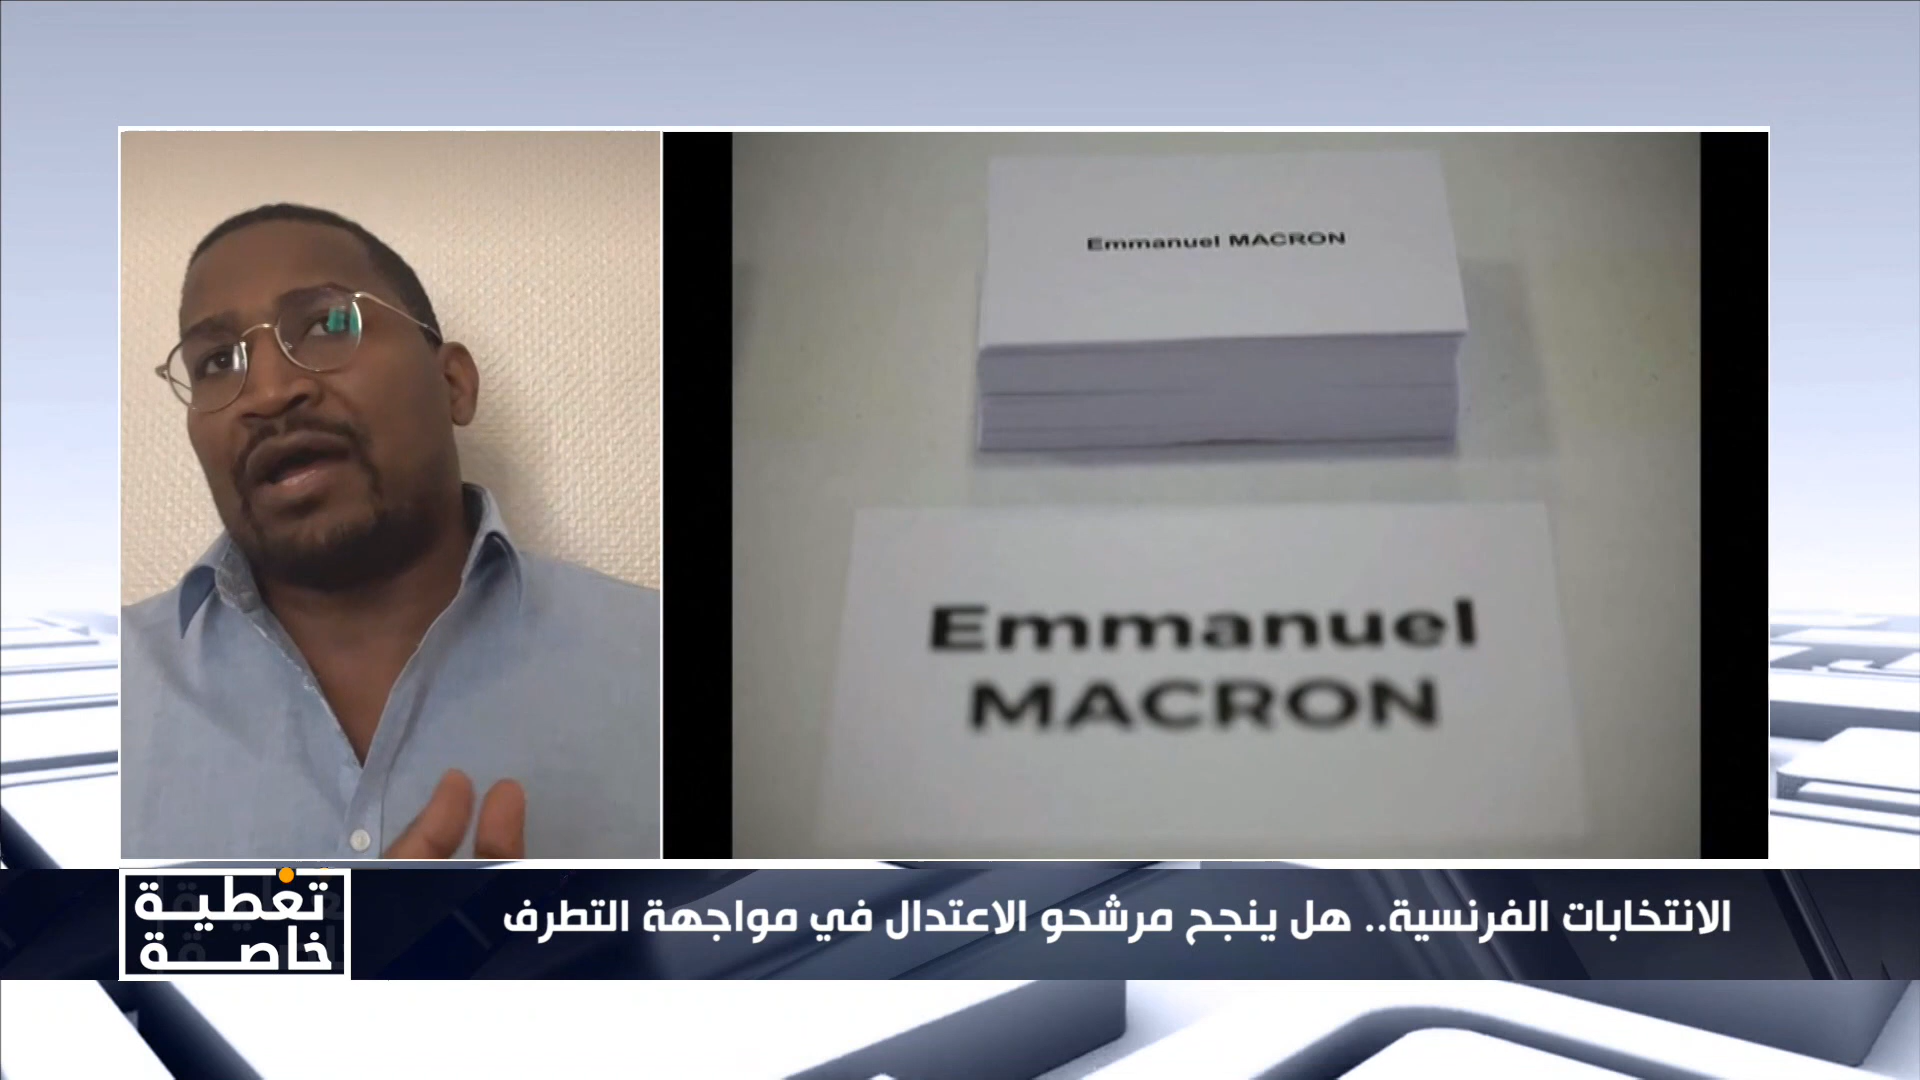 Emmanuel MACRON
Emmanuel
MACRON
الانتخابات الفرنسية.. هل ينجح مرشحو الاعتدال في مواجهة التطرف
تغطية
خاصة